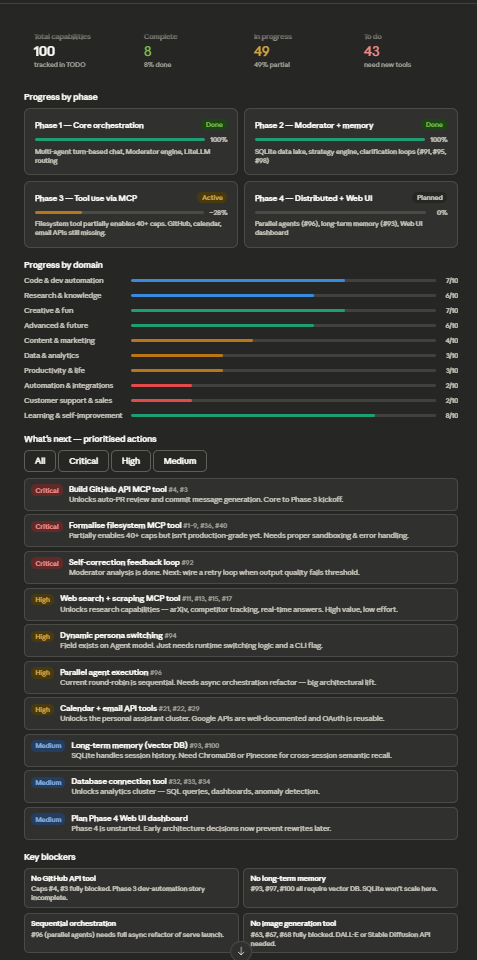 Total capabilities
Complete
In progress
To do
100
8
49
43
tracked in TODO
8% done
49% partial
need new tools
Progress by phase
Phase 1 — Core orchestration
Done
100%
Multi-agent turn-based chat, Moderator engine, LiteLLM
routing
Phase 2 — Moderator + memory
Done
100%
SQLite data lake, strategy engine, clarification loops (#91, #95,
#98)
Phase 3 — Tool use via MCP
Active
~28%
Filesystem tool partially enables 40+ caps. GitHub, calendar,
email APIs still missing.
Phase 4 — Distributed + Web UI
Planned
0%
Parallel agents (#96), long-term memory (#93), Web UI
dashboard
Progress by domain
Code & dev automation 7/10
Research & knowledge 6/10
Creative & fun 7/10
Advanced & future 6/10
Content & marketing 4/10
Data & analytics 3/10
Productivity & life 3/10
Automation & integrations 2/10
Customer support & sales 2/10
Learning & self-improvement 8/10
What's next — prioritised actions
All
Critical
High
Medium
Critical
Build GitHub API MCP tool #4, #3
Unlocks auto-PR review and commit message generation. Core to Phase 3 kickoff.
Critical
Formalise filesystem MCP tool #1-9, #36, #40
Partially enables 40+ caps but isn't production-grade yet. Needs proper sandboxing & error handling.
Critical
Self-correction feedback loop #92
Moderator analysis is done. Next: wire a retry loop when output quality fails threshold.
High
Web search + scraping MCP tool #11, #13, #15, #17
Unlocks research capabilities — arXiv, competitor tracking, real-time answers. High value, low effort.
High
Dynamic persona switching #94
Field exists on Agent model. Just needs runtime switching logic and a CLI flag.
High
Parallel agent execution #96
Current round-robin is sequential. Needs async orchestration refactor — big architectural lift.
High
Calendar + email API tools #21, #22, #29
Unlocks the personal assistant cluster. Google APIs are well-documented and OAuth is reusable.
Medium
Long-term memory (vector DB) #93, #100
SQLite handles session history. Need ChromaDB or Pinecone for cross-session semantic recall.
Medium
Database connection tool #32, #33, #34
Unlocks analytics cluster — SQL queries, dashboards, anomaly detection.
Medium
Plan Phase 4 Web UI dashboard
Phase 4 is unstarted. Early architecture decisions now prevent rewrites later.
Key blockers
No GitHub API tool
Caps #4, #3 fully blocked. Phase 3 dev-automation story
incomplete.
No long-term memory
#93, #97, #100 all require vector DB. SQLite won't scale here.
Sequential orchestration
#96 (parallel agents) needs full async refactor of serve launch.
No image generation tool
#63, #67, #68 fully blocked. DALL-E or Stable Diffusion API
needed.